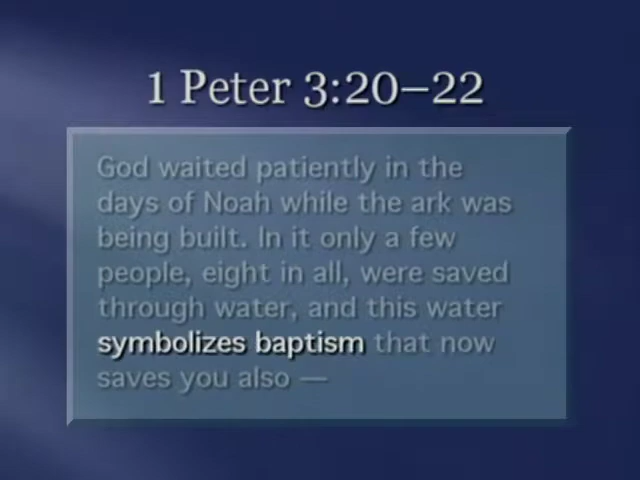 1 Peter 3:20–22
God waited patiently in the
days of Noah while the ark was
being built. In it only a few
people, eight in all, were saved
through water, and this water
symbolizes baptism that now
saves you also —